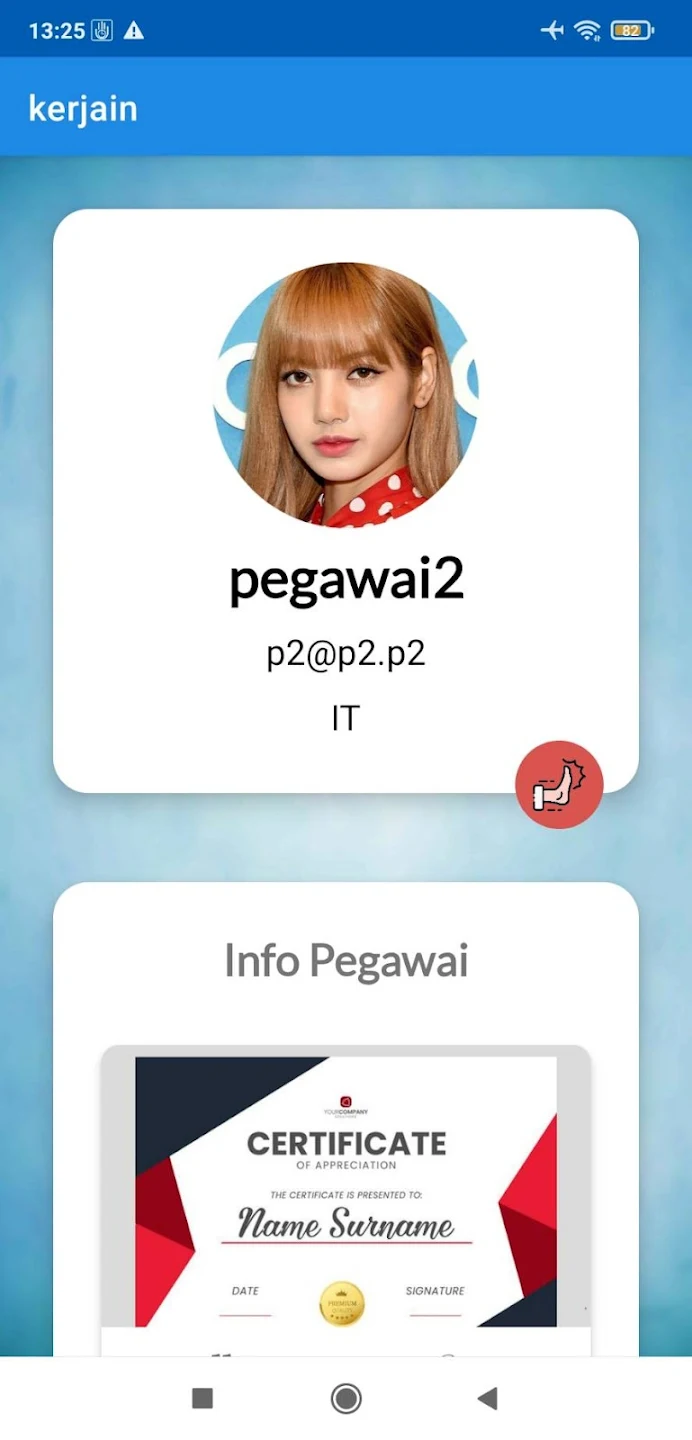 13:25
82
kerjain
pegawai2
p2@p2.p2
IT
Info Pegawai
YOURCOMPANY
CERTIFICATE
OF APPRECIATION
THE CERTIFICATE IS PRESENTED TO:
Name Surname
DATE
SIGNATURE
PREMIUM
QUALITY